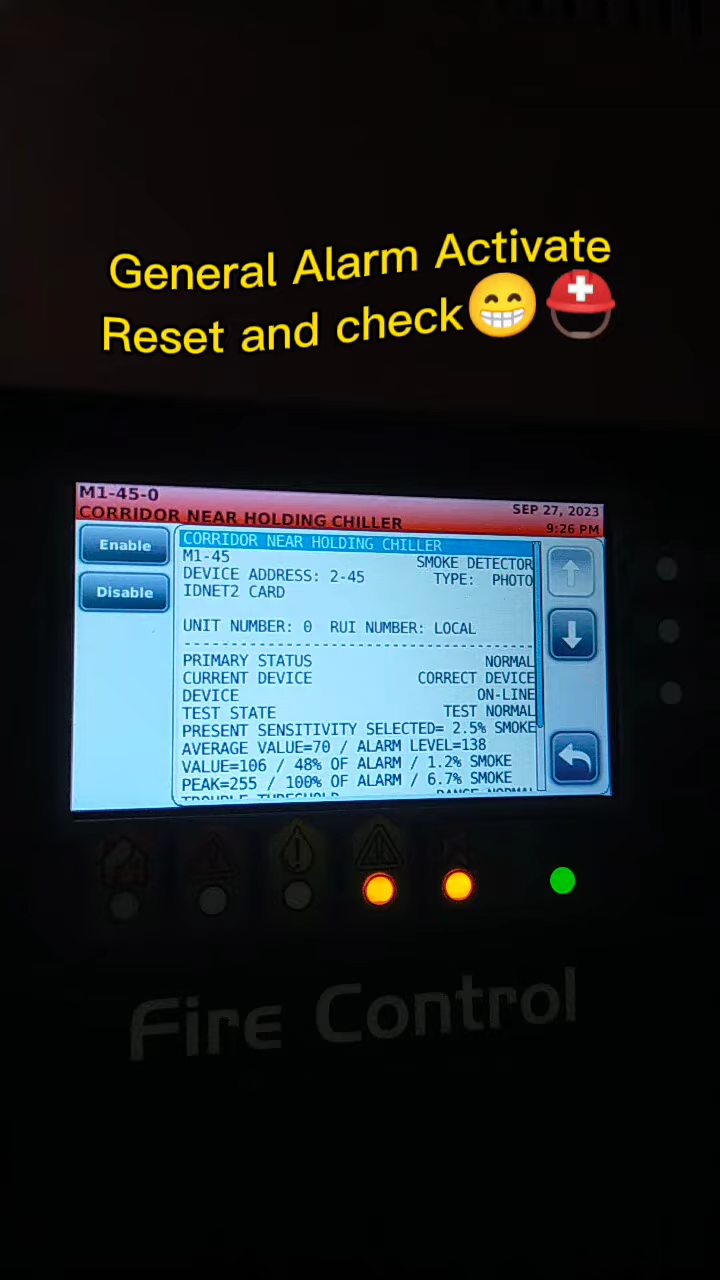 General Alarm Activate
Reset and check😁⛑
M1-45-0
SEP 27, 2023
CORRIDOR NEAR HOLDING CHILLER
9:26 PM
Enable
Disable
CORRIDOR NEAR HOLDING CHILLER
M1-45 SMOKE DETECTOR
DEVICE ADDRESS: 2-45 TYPE: PHOTO
IDNET2 CARD
UNIT NUMBER: 0 RUI NUMBER: LOCAL
-----------------------------------------------
PRIMARY STATUS NORMAL
CURRENT DEVICE CORRECT DEVICE
DEVICE ON-LINE
TEST STATE TEST NORMAL
PRESENT SENSITIVITY SELECTED= 2.5% SMOKE
AVERAGE VALUE=70 / ALARM LEVEL=138
VALUE=106 / 48% OF ALARM / 1.2% SMOKE
PEAK=255 / 100% OF ALARM / 6.7% SMOKE
Fire Control